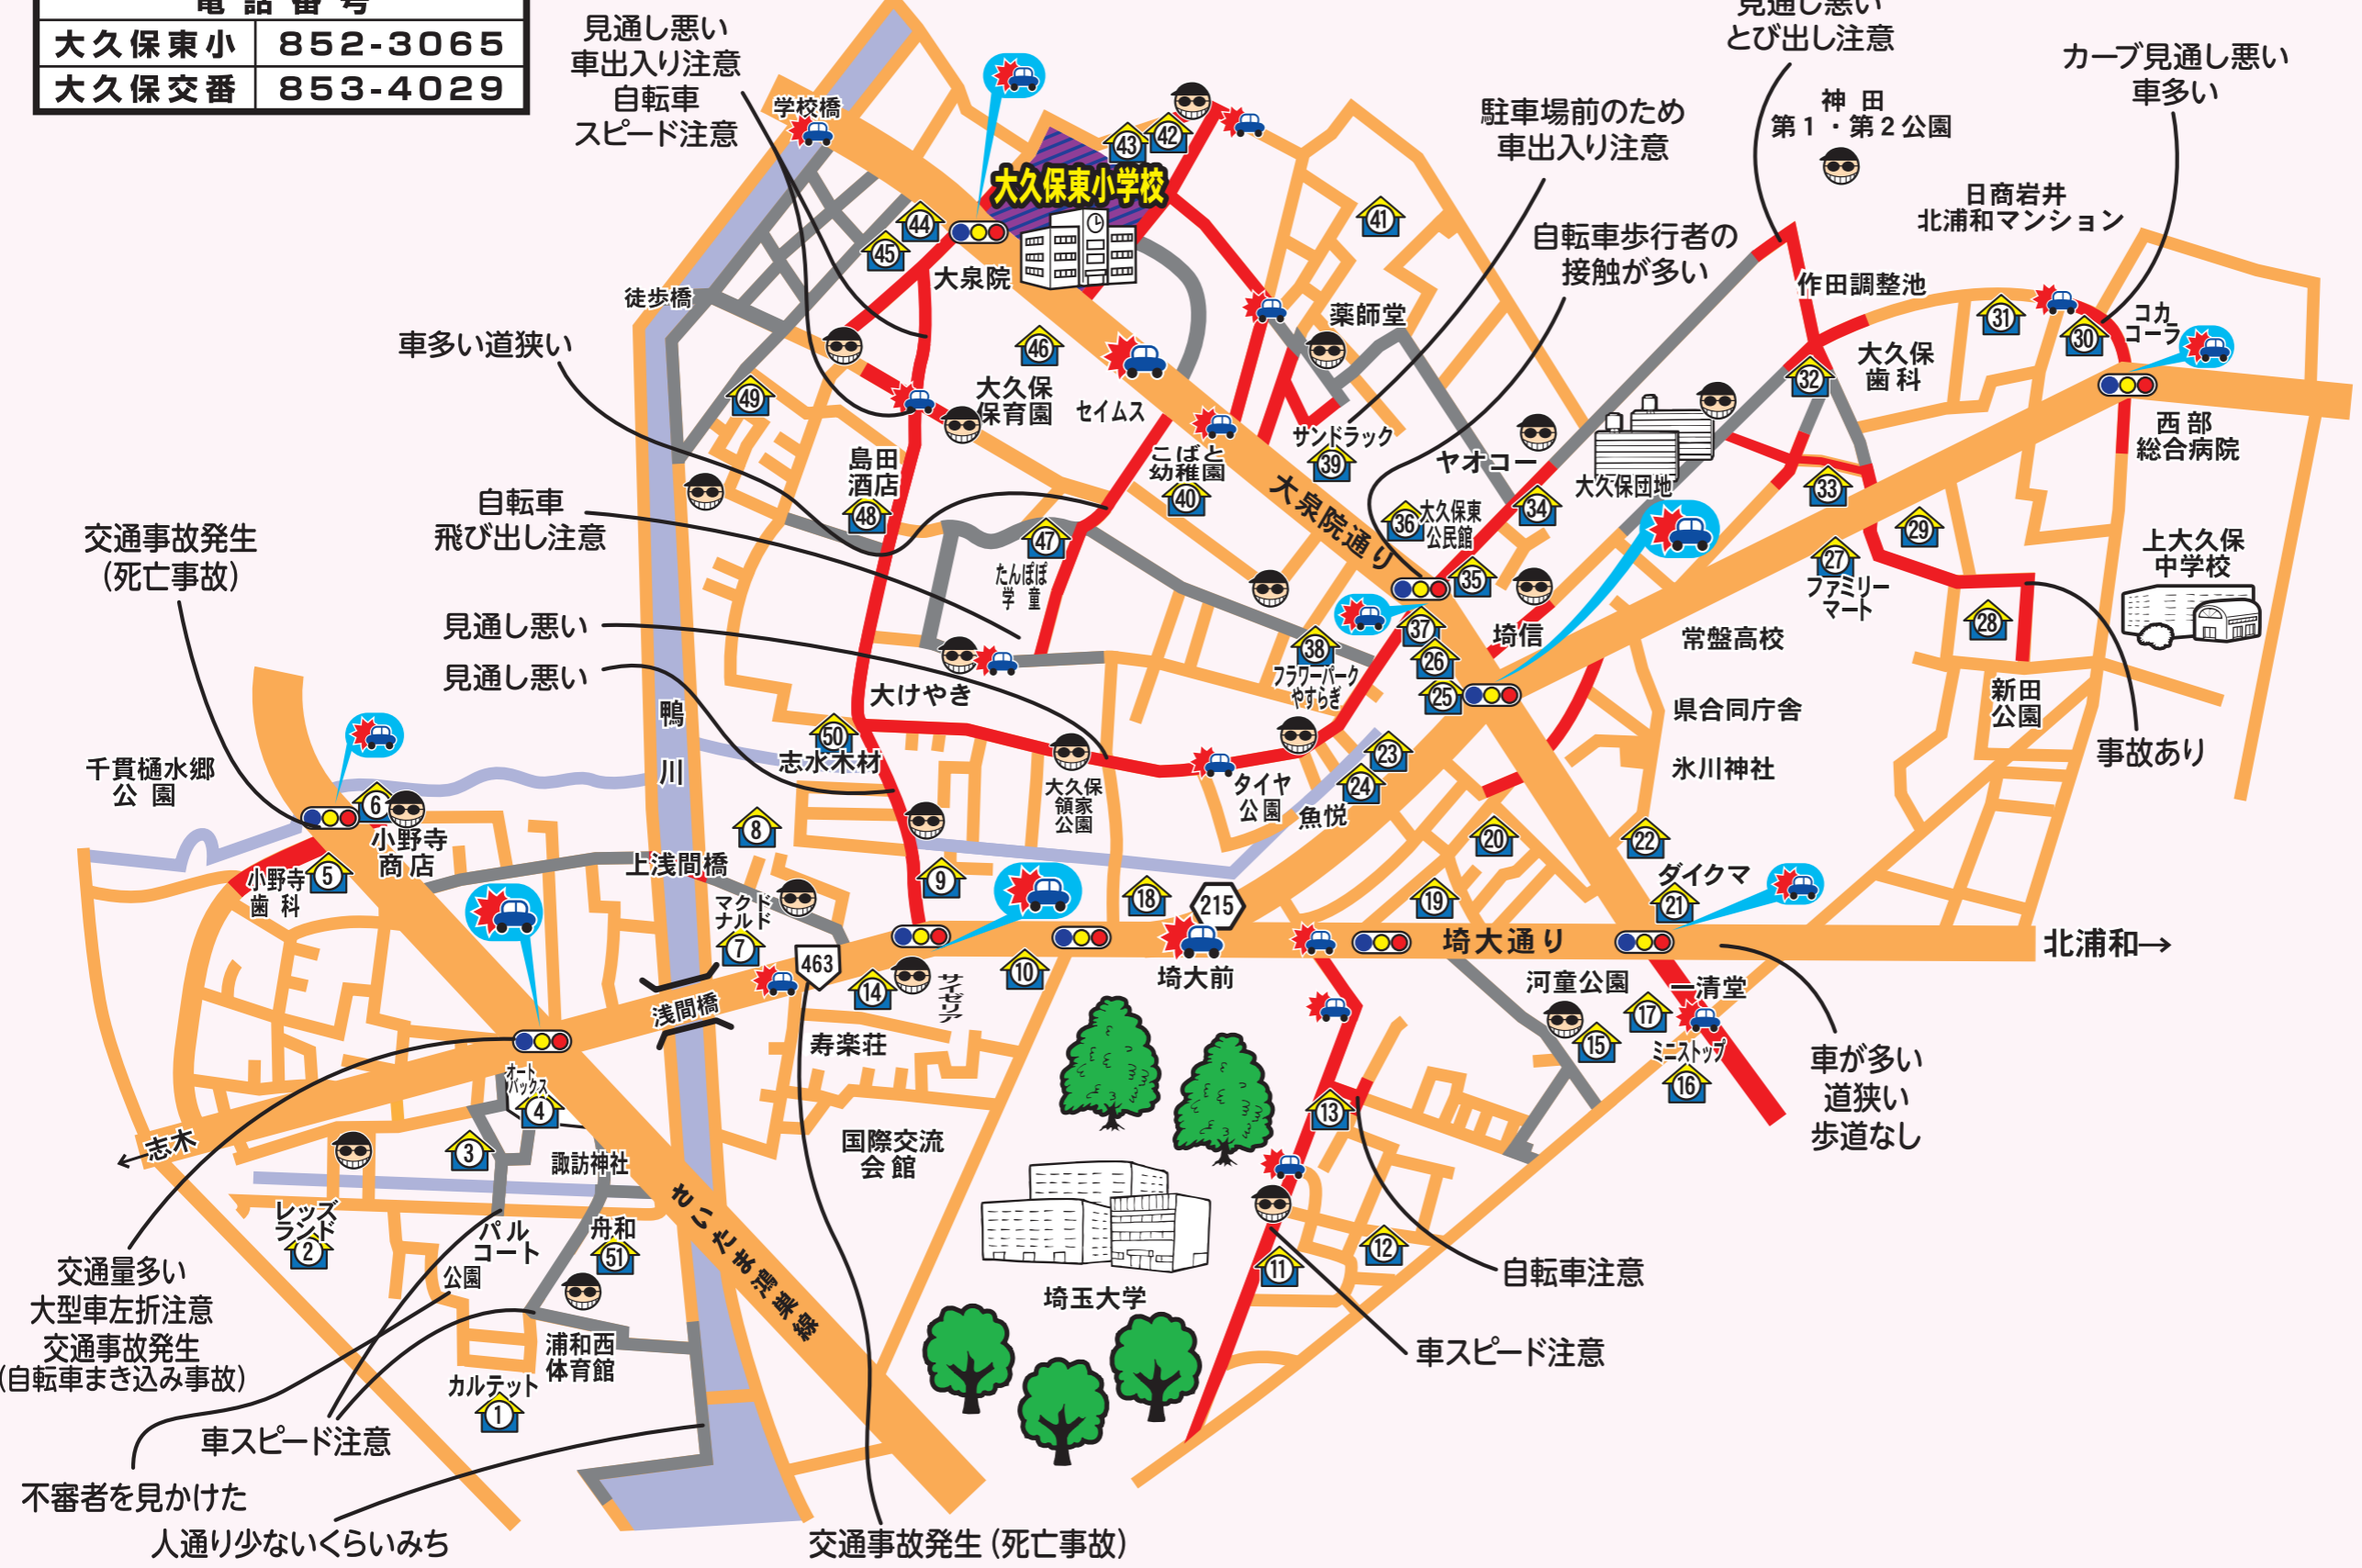 電話番号
大久保東小 852-3065
大久保交番 853-4029
見通し悪い
車出入り注意
自転車
スピード注意
見通し悪い
とび出し注意
カーブ見通し悪い
車多い
神田
第1・第2公園
日商岩井
北浦和マンション
駐車場前のため
車出入り注意
自転車歩行者の
接触が多い
学校橋
大久保東小学校
43
42
41
44
45
大泉院
徒歩橋
薬師堂
作田調整池
31
30
コカ
コーラ
大久保
歯科
32
車多い道狭い
46
大久保
保育園
セイムス
49
こばと
幼稚園
40
サンドラック
39
ヤオコー
大久保団地
西部
総合病院
島田
酒店
48
自転車
飛び出し注意
47
たんぽぽ
学童
大泉院通り
36
大久保東
公民館
34
35
33
29
27
ファミリー
マート
上大久保
中学校
28
交通事故発生
(死亡事故)
見通し悪い
見通し悪い
大けやき
38
フラワーパーク
やすらぎ
37
26
25
埼信
常盤高校
県合同庁舎
氷川神社
新田
公園
事故あり
鴨川
50
志水木材
大久保
領家
公園
タイヤ
公園
魚悦
23
24
千貫樋水郷
公園
6
小野寺
商店
5
小野寺
歯科
8
上浅間橋
マクド
ナルド
7
9
18
215
19
20
22
ダイクマ
21
埼大通り
北浦和→
463
14
サイゼリア
10
埼大前
浅間橋
寿楽荘
河童公園
一清堂
17
15
ミニストップ
16
車が多い
道狭い
歩道なし
オート
バックス
4
3
←志木
諏訪神社
国際交流
会館
13
レッズ
ランド
2
パル
コート
舟和
51
さいたま鴻巣線
埼玉大学
11
12
自転車注意
車スピード注意
公園
交通量多い
大型車左折注意
交通事故発生
(自転車まき込み事故)
浦和西
体育館
カルテット
1
車スピード注意
不審者を見かけた
人通り少ないくらいみち
交通事故発生(死亡事故)